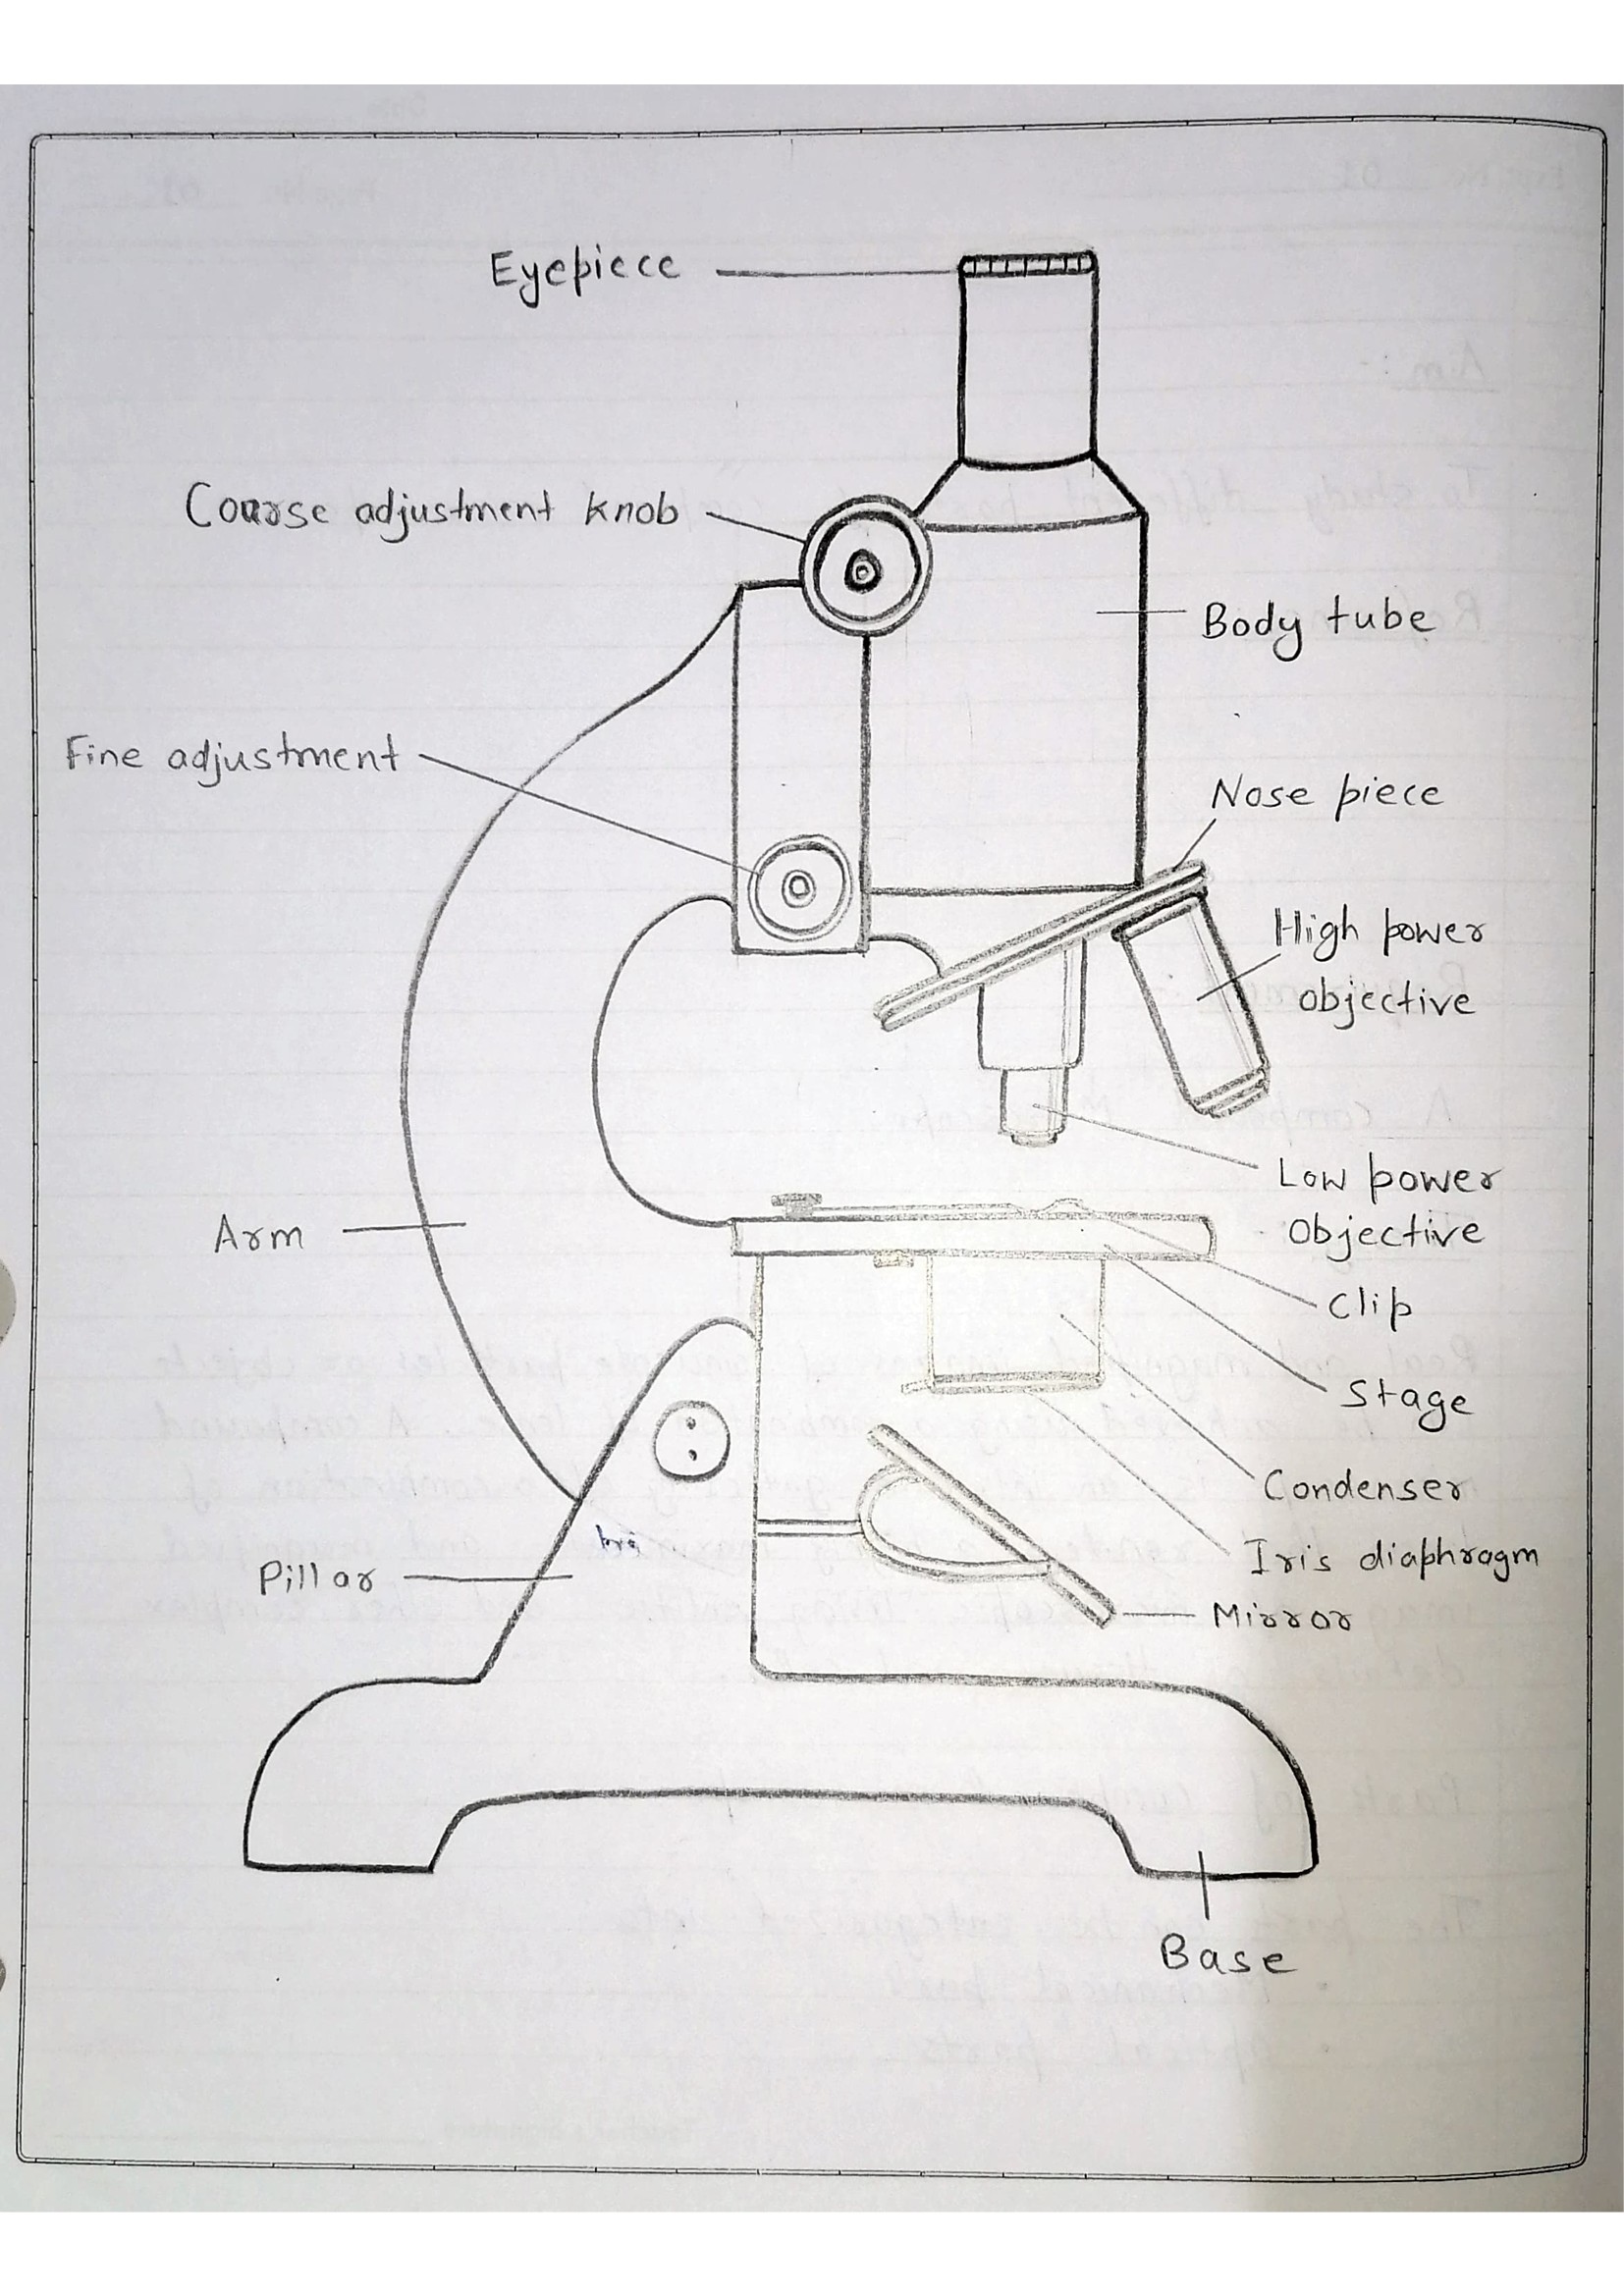 Eyepiece
Coarse adjustment knob
Body tube
Fine adjustment
Nose piece
High power
objective
Low power
Objective
Arm
Clip
Stage
Condenser
Iris diaphragm
Pillar
Mirror
Base